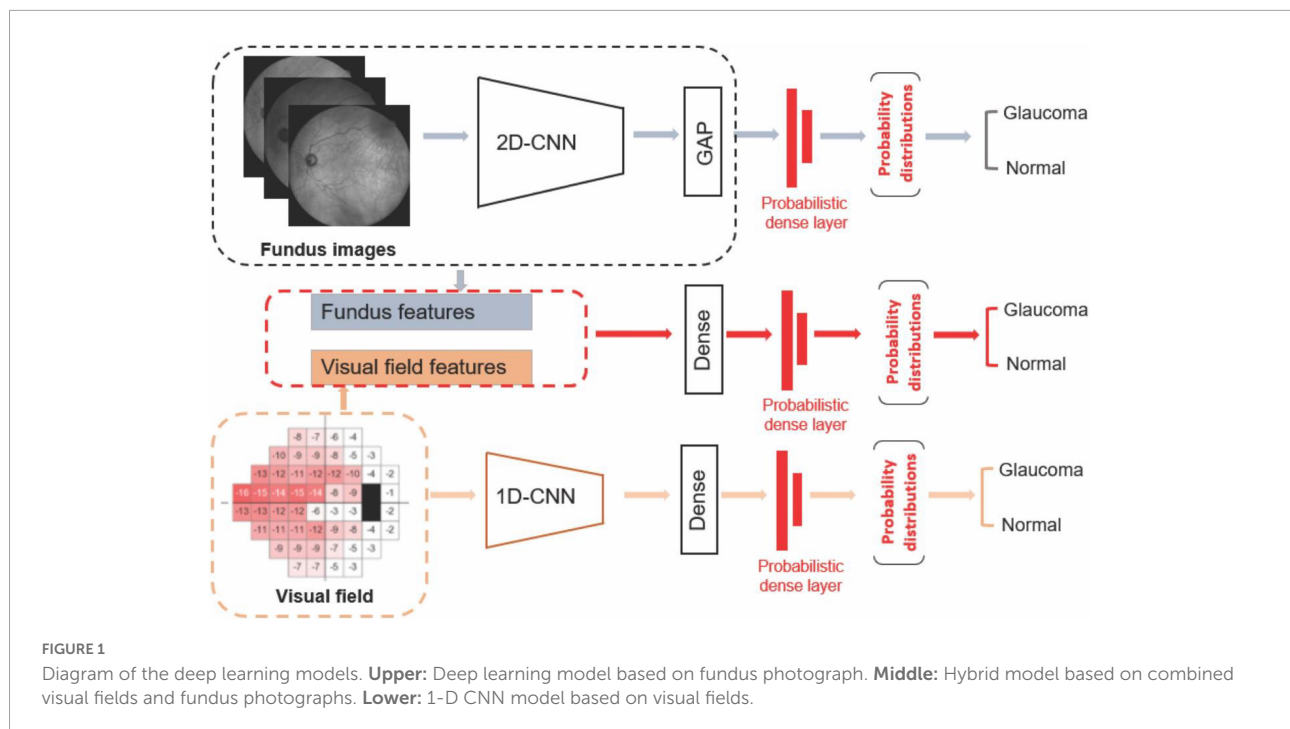 2D-CNN
GAP
Probabilistic
dense layer
Probability
distributions
Glaucoma
Normal
Fundus images
Fundus features
Visual field features
Dense
Probabilistic
dense layer
Probability
distributions
Glaucoma
Normal
-8 -7 -6 -4
-10 -9 -9 -8 -5 -3
-13 -12 -11 -12 -12 -10 -4 -2
-16 -15 -14 -15 -14 -8 -9 -1
-13 -13 -12 -12 -6 -3 -3 -2
-11 -11 -11 -12 -9 -8 -4 -2
-9 -9 -9 -7 -5 -3
-7 -7 -5 -3
Visual field
1D-CNN
Dense
Probabilistic
dense layer
Probability
distributions
Glaucoma
Normal
FIGURE 1
Diagram of the deep learning models. Upper: Deep learning model based on fundus photograph. Middle: Hybrid model based on combined
visual fields and fundus photographs. Lower: 1-D CNN model based on visual fields.